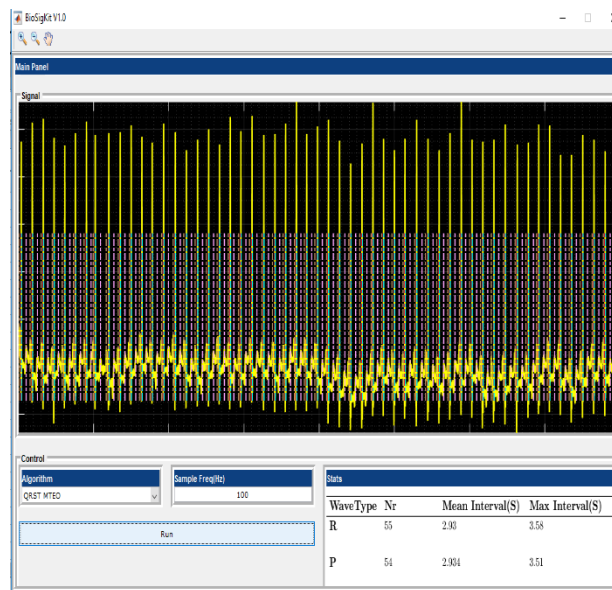 BioSigKit V1.0
Main Panel
Signal
Control
Algorithm
QRST MTEO
Sample Freq(Hz)
100
Run
Stats
WaveType Nr Mean Interval(S) Max Interval(S)
R 55 2.93 3.58
P 54 2.934 3.51